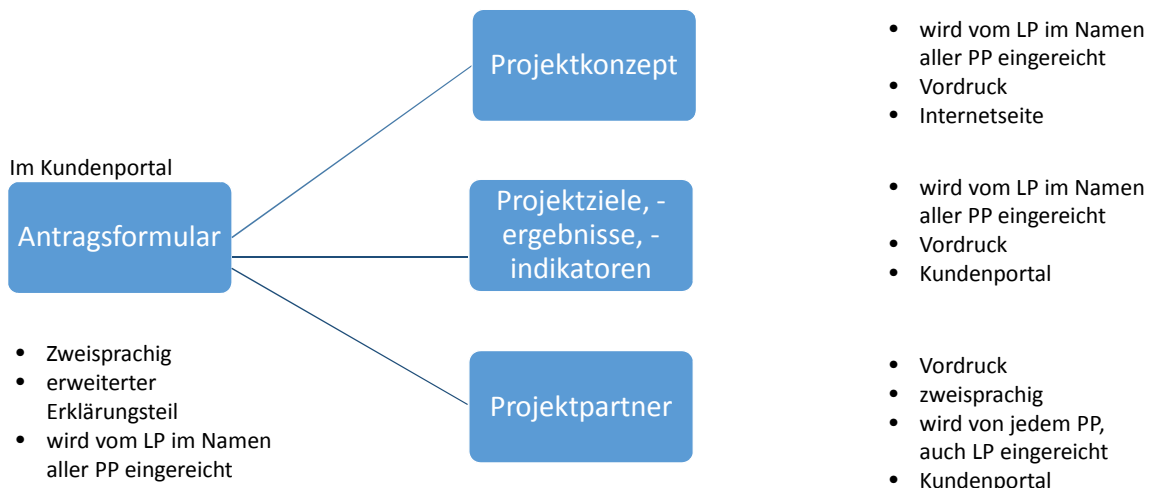 Im Kundenportal
Antragsformular
• Zweisprachig
• erweiterter
Erklärungsteil
• wird vom LP im Namen
aller PP eingereicht
Projektkonzept
• wird vom LP im Namen
aller PP eingereicht
• Vordruck
• Internetseite
Projektziele, -
ergebnisse, -
indikatoren
• wird vom LP im Namen
aller PP eingereicht
• Vordruck
• Kundenportal
Projektpartner
• Vordruck
• zweisprachig
• wird von jedem PP,
auch LP eingereicht
• Kundenportal